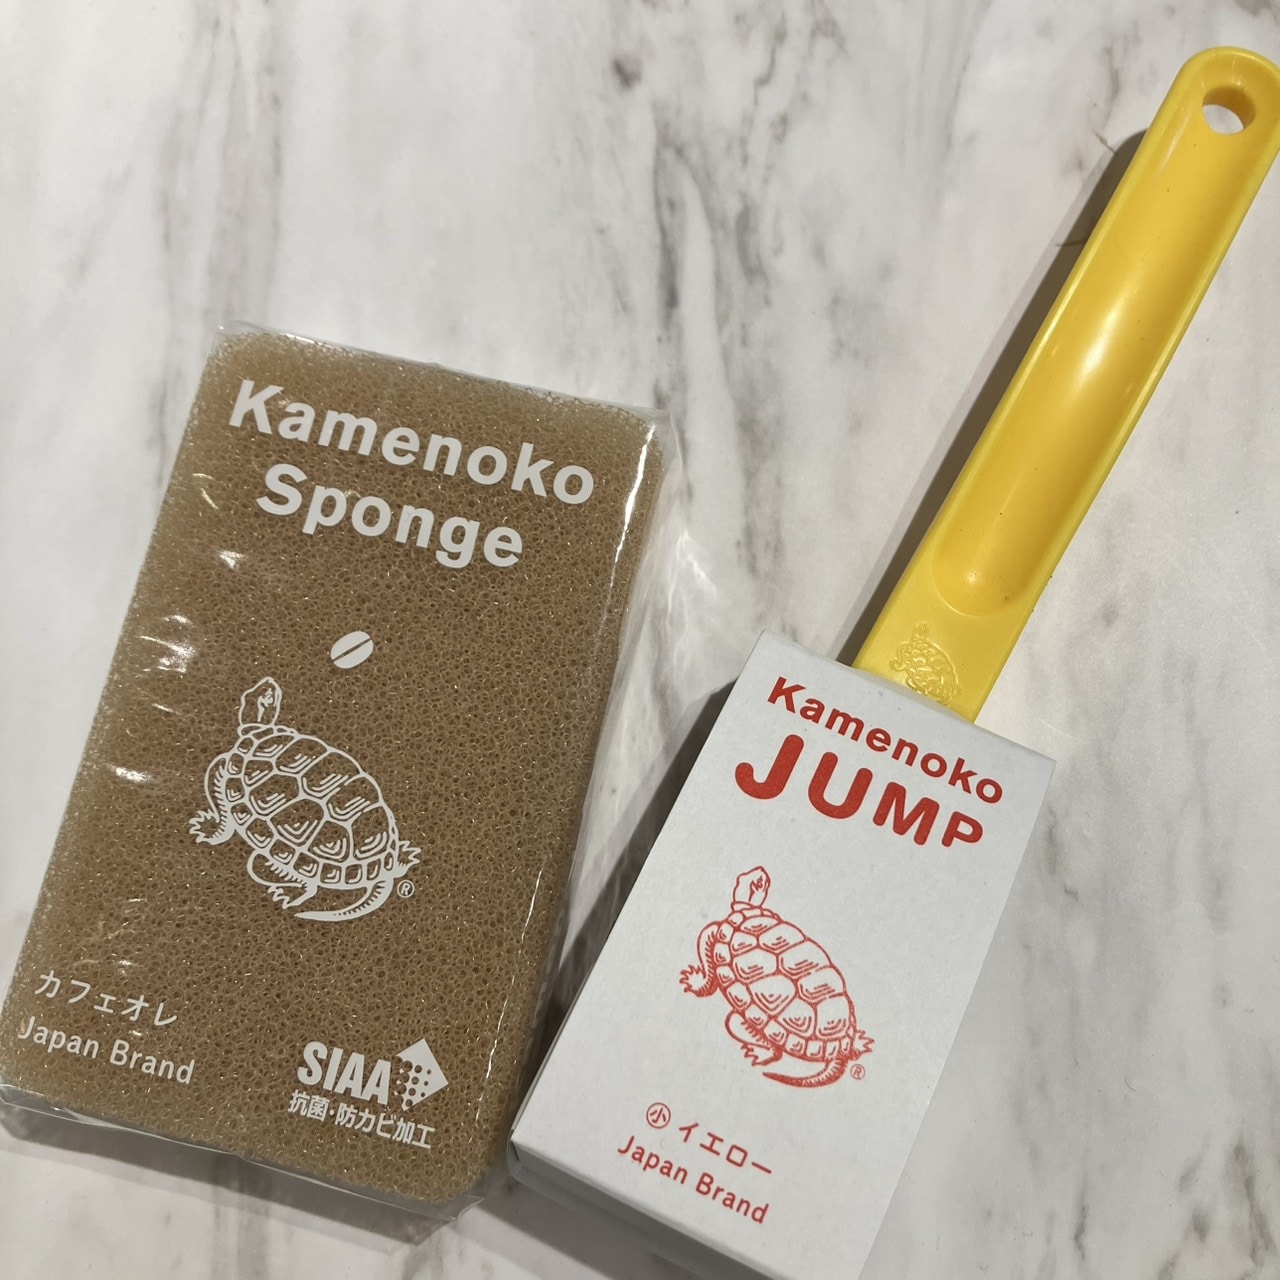 Kamenoko
Sponge
®
カフェオレ
Japan Brand
SIAA
抗菌・防カビ加工
Kamenoko
JUMP
®
小 イエロー
Japan Brand